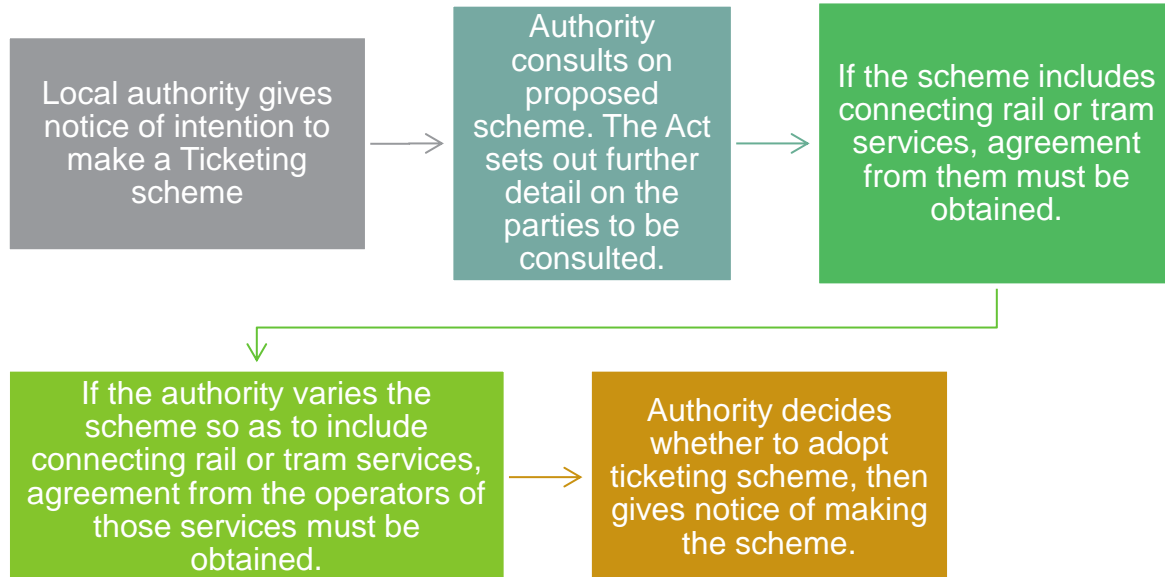 Local authority gives
notice of intention to
make a Ticketing
scheme
Authority
consults on
proposed
scheme. The Act
sets out further
detail on the
parties to be
consulted.
If the scheme includes
connecting rail or tram
services, agreement
from them must be
obtained.
If the authority varies the
scheme so as to include
connecting rail or tram services,
agreement from the operators of
those services must be
obtained.
Authority decides
whether to adopt
ticketing scheme, then
gives notice of making
the scheme.